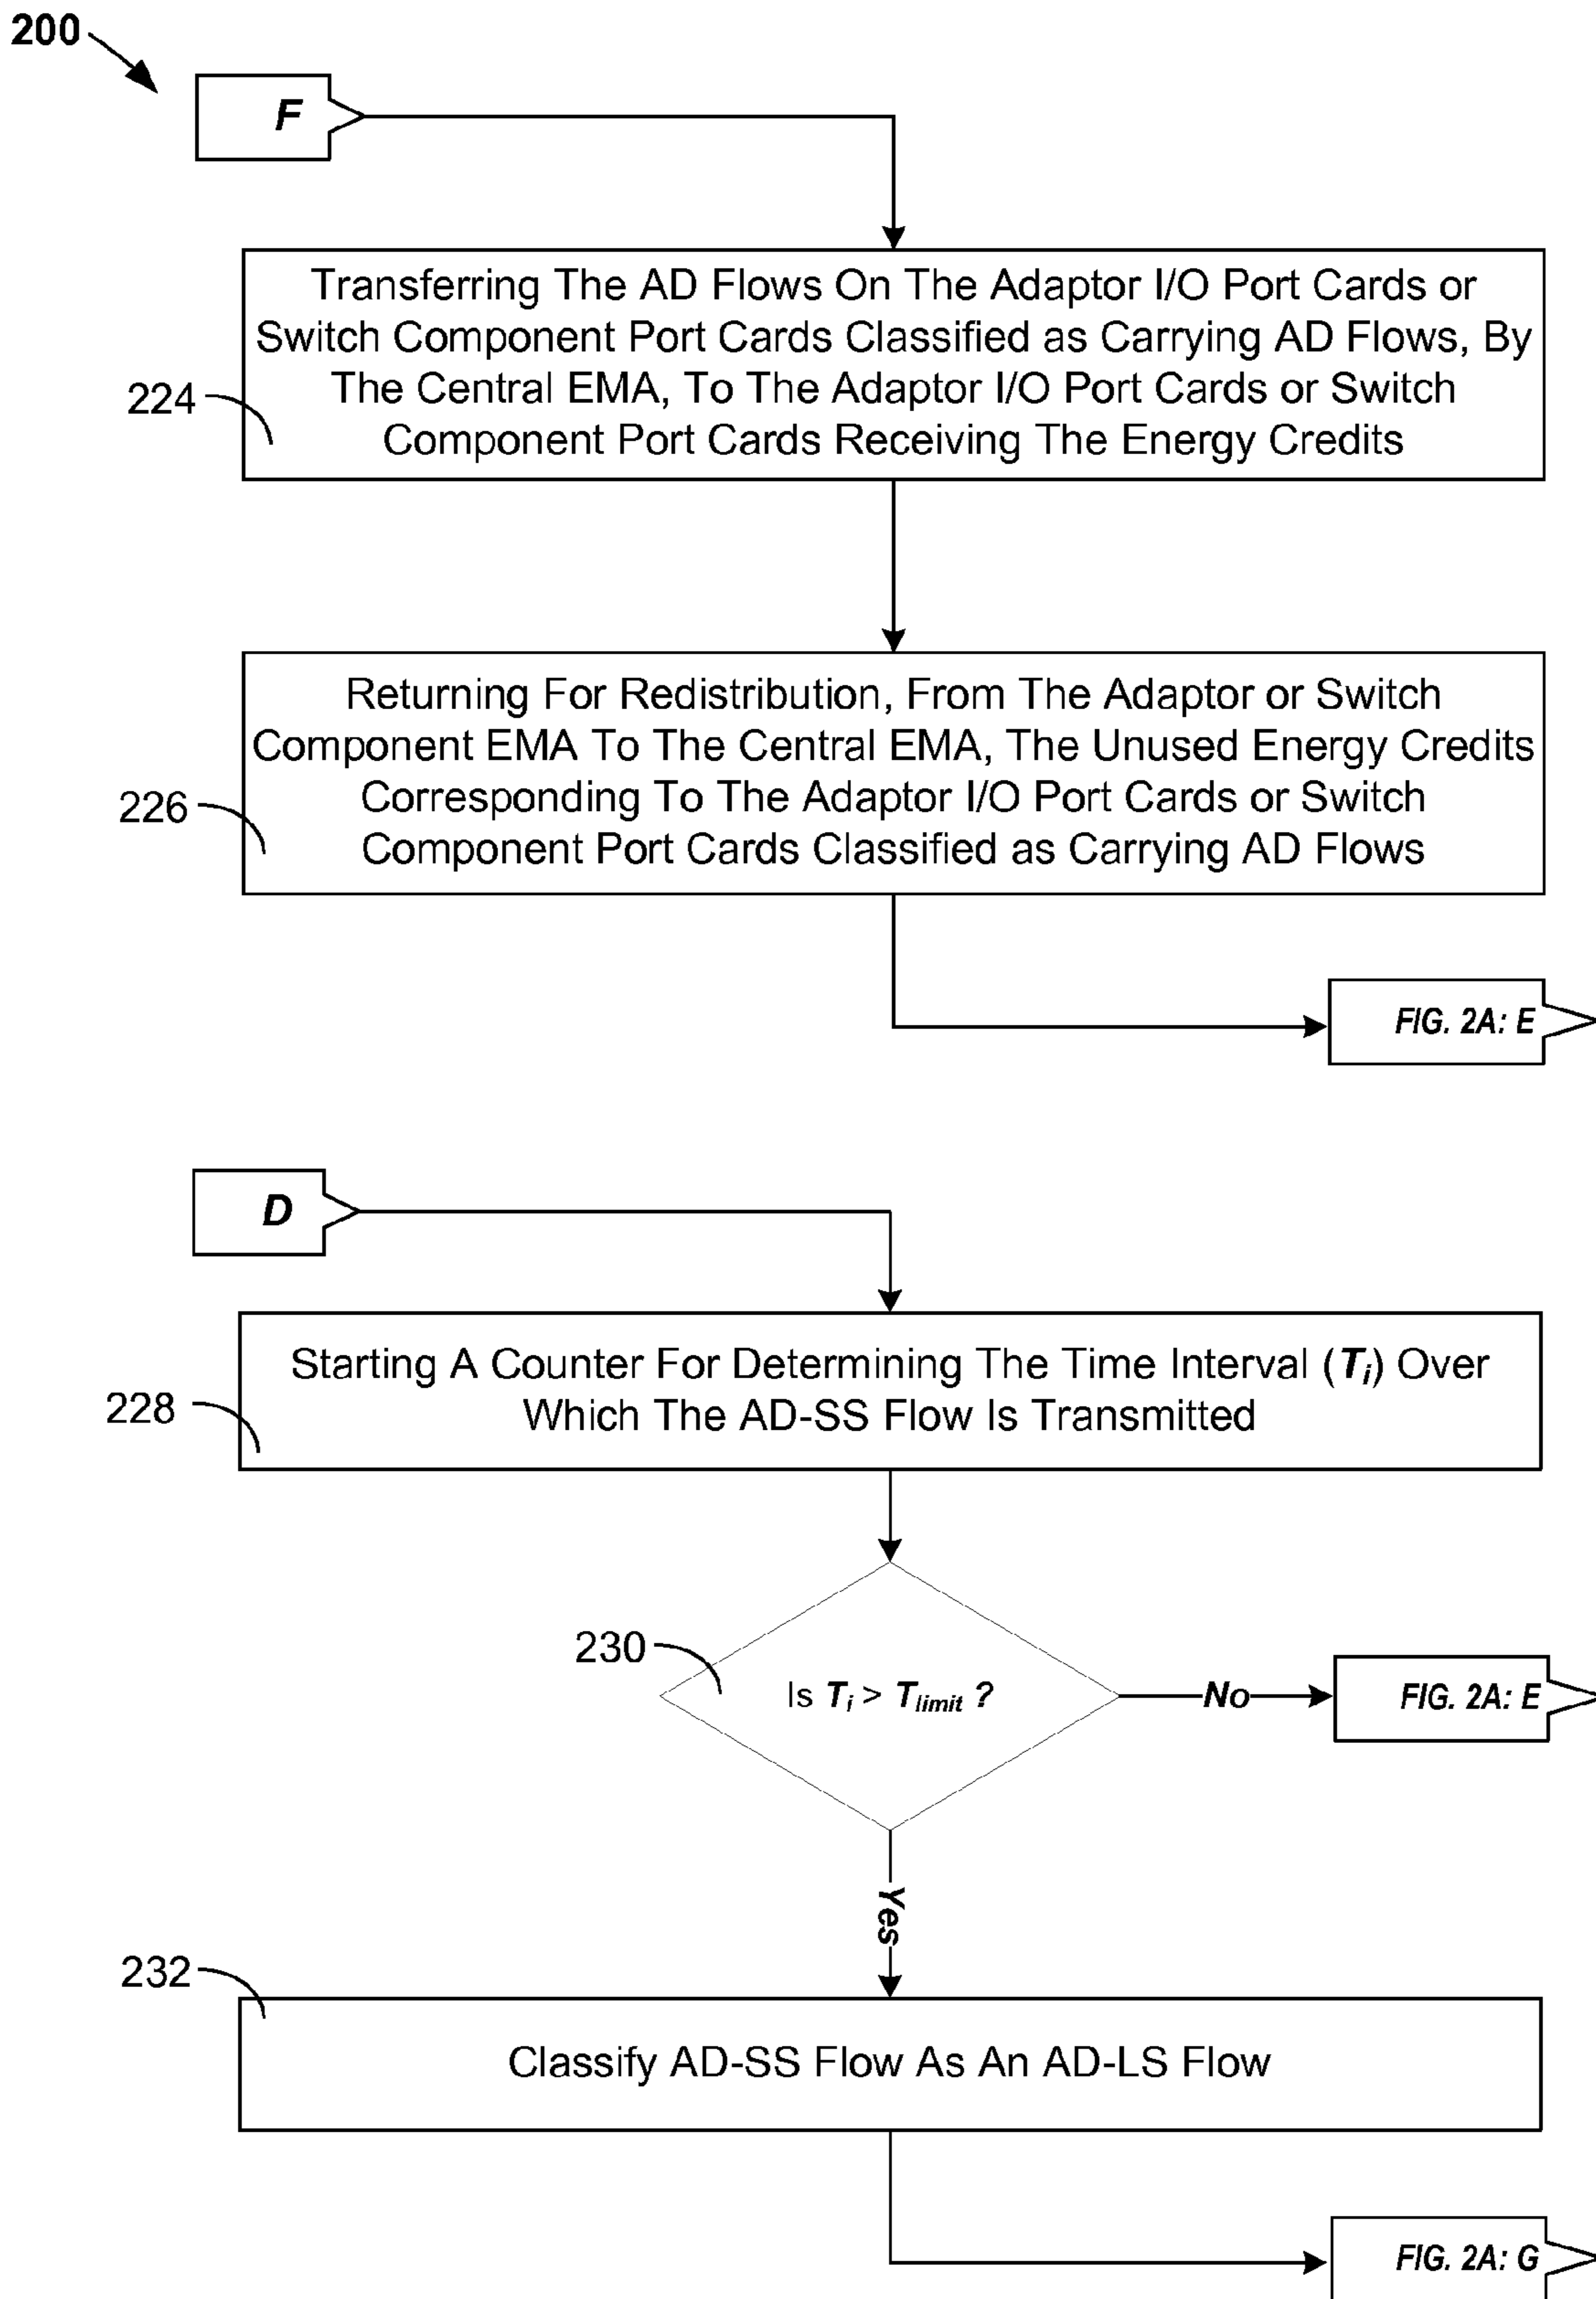 200
F
Transferring The AD Flows On The Adaptor I/O Port Cards or
Switch Component Port Cards Classified as Carrying AD Flows, By
The Central EMA, To The Adaptor I/O Port Cards or Switch
Component Port Cards Receiving The Energy Credits
224
Returning For Redistribution, From The Adaptor or Switch
Component EMA To The Central EMA, The Unused Energy Credits
Corresponding To The Adaptor I/O Port Cards or Switch
Component Port Cards Classified as Carrying AD Flows
226
FIG. 2A: E
D
Starting A Counter For Determining The Time Interval (Ti) Over
Which The AD-SS Flow Is Transmitted
228
230
Is Ti > Tlimit ?
No
FIG. 2A: E
Yes
232
Classify AD-SS Flow As An AD-LS Flow
FIG. 2A: G